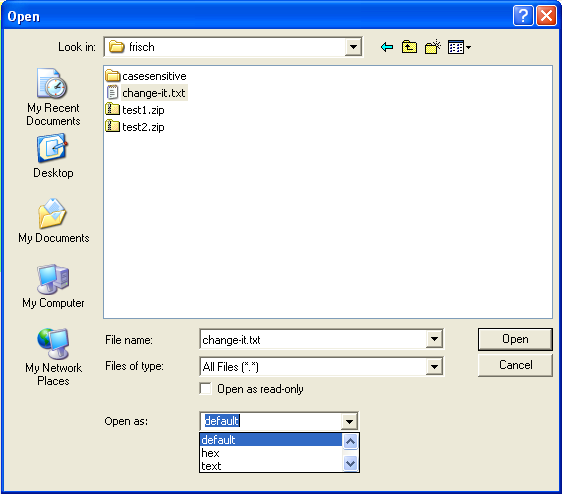 Open
Look in: frisch
My Recent
Documents
Desktop
My Documents
My Computer
My Network
Places
casesensitive
change-it.txt
test1.zip
test2.zip
File name: change-it.txt Open
Files of type: All Files (*.*) Cancel
Open as read-only
Open as: default
default
hex
text